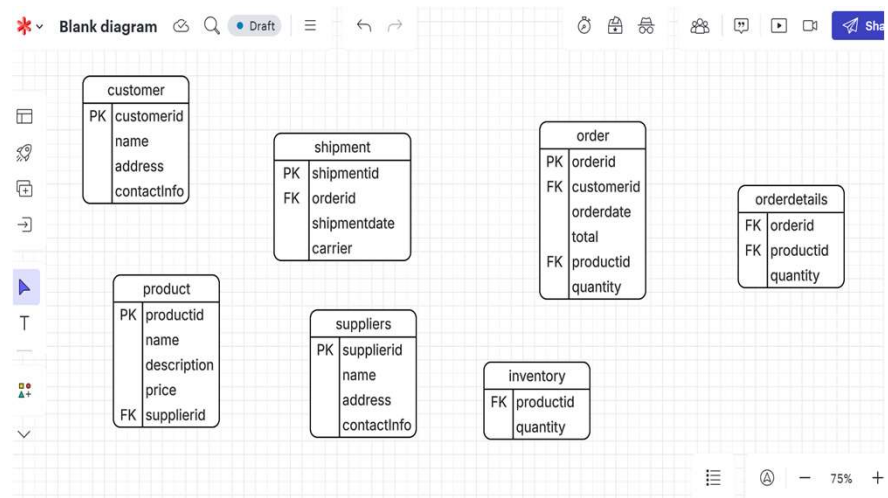 Blank diagram
Draft
Sha
customer
PK customerid
name
address
contactInfo
shipment
PK shipmentid
FK orderid
shipmentdate
carrier
order
PK orderid
FK customerid
orderdate
total
FK productid
quantity
orderdetails
FK orderid
FK productid
quantity
product
PK productid
name
description
price
FK supplierid
suppliers
PK supplierid
name
address
contactInfo
inventory
FK productid
quantity
T
75%